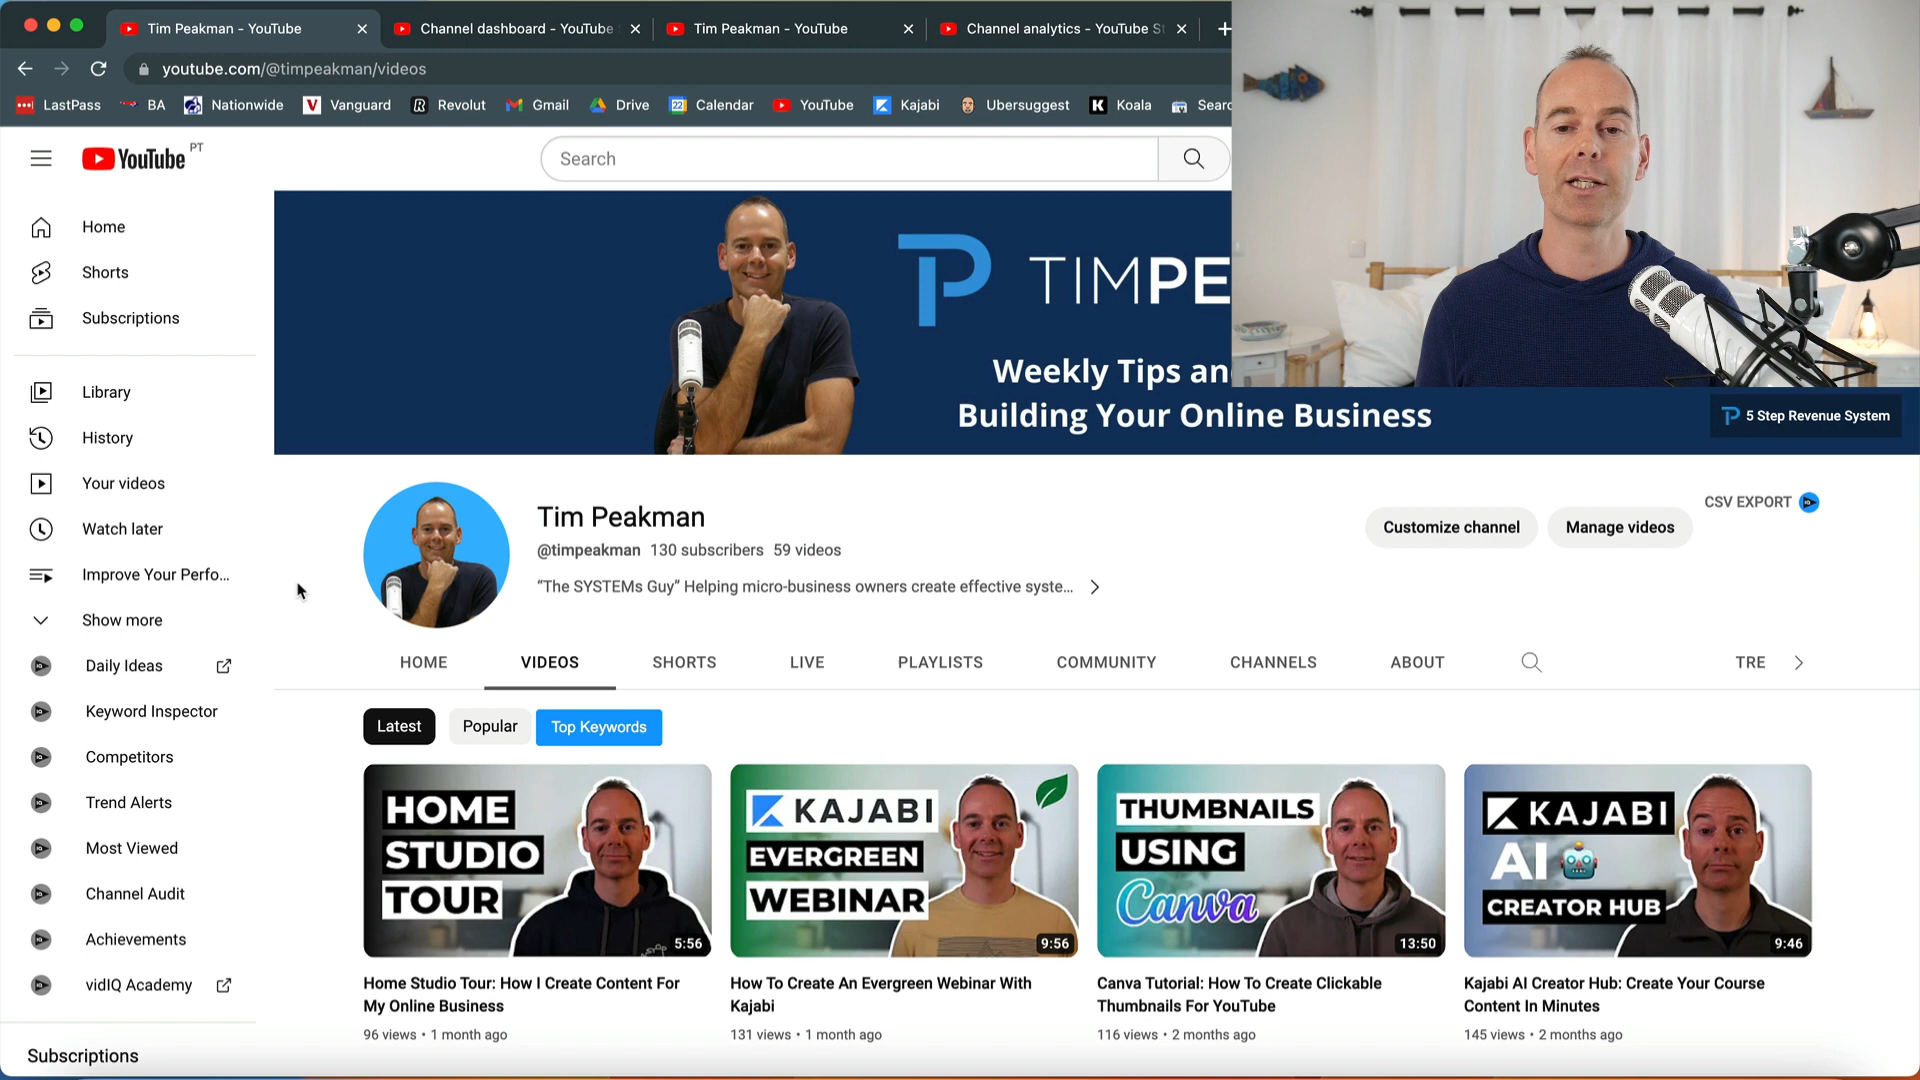 Tim Peakman - YouTube
Channel dashboard - YouTube
Tim Peakman - YouTube
Channel analytics - YouTube St
youtube.com/@timpeakman/videos
LastPass
BA
Nationwide
Vanguard
Revolut
Gmail
22
Drive
Calendar
YouTube
Kajabi
Ubersuggest
Koala
Searc
YouTube PT
Search
Home
Shorts
Subscriptions
Library
History
Your videos
Watch later
Improve Your Perfo...
Show more
Daily Ideas
Keyword Inspector
Competitors
Trend Alerts
Most Viewed
Channel Audit
Achievements
vidIQ Academy
Subscriptions
TIMPE
Weekly Tips an
Building Your Online Business
5 Step Revenue System
Tim Peakman
@timpeakman 130 subscribers 59 videos
“The SYSTEMs Guy” Helping micro-business owners create effective syste...
Customize channel
Manage videos
CSV EXPORT
HOME
VIDEOS
SHORTS
LIVE
PLAYLISTS
COMMUNITY
CHANNELS
ABOUT
TRE
Latest
Popular
Top Keywords
HOME
STUDIO
TOUR
5:56
Home Studio Tour: How I Create Content For
My Online Business
96 views • 1 month ago
KAJABI
EVERGREEN
WEBINAR
9:56
How To Create An Evergreen Webinar With
Kajabi
131 views • 1 month ago
THUMBNAILS
USING
Canva
13:50
Canva Tutorial: How To Create Clickable
Thumbnails For YouTube
116 views • 2 months ago
KAJABI
AI
CREATOR HUB
9:46
Kajabi AI Creator Hub: Create Your Course
Content In Minutes
145 views • 2 months ago